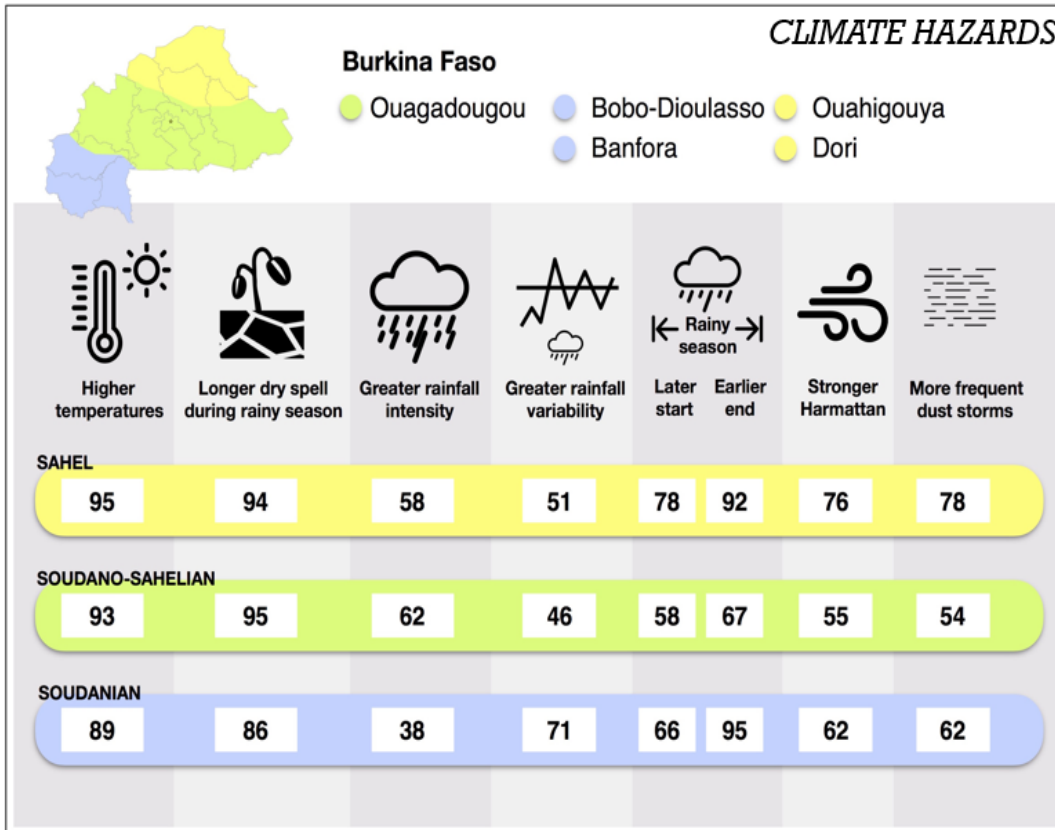 CLIMATE HAZARDS
Burkina Faso
Ouagadougou Bobo-Dioulasso Ouahigouya
Banfora Dori
Rainy
season
Higher
temperatures
Longer dry spell
during rainy season
Greater rainfall
intensity
Greater rainfall
variability
Later
start
Earlier
end
Stronger
Harmattan
More frequent
dust storms
SAHEL
95 94 58 51 78 92 76 78
SOUDANO-SAHELIAN
93 95 62 46 58 67 55 54
SOUDANIAN
89 86 38 71 66 95 62 62